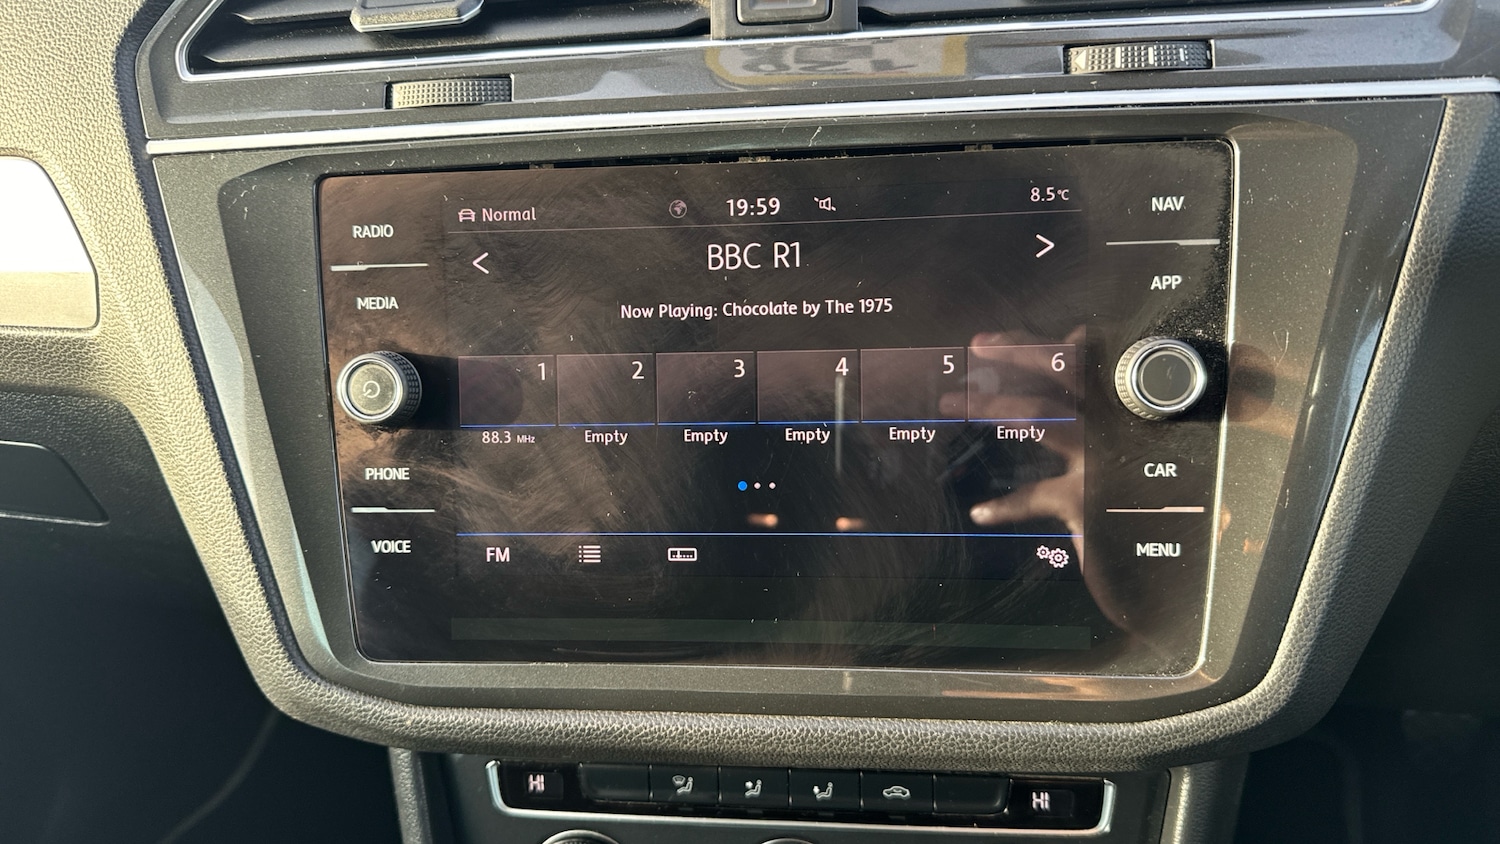 Normal 19:59 8.5°C
RADIO
MEDIA
PHONE
VOICE
BBC R1
Now Playing: Chocolate by The 1975
1 2 3 4 5 6
88.3 MHz Empty Empty Empty Empty Empty
FM
NAV
APP
CAR
MENU
HI HI